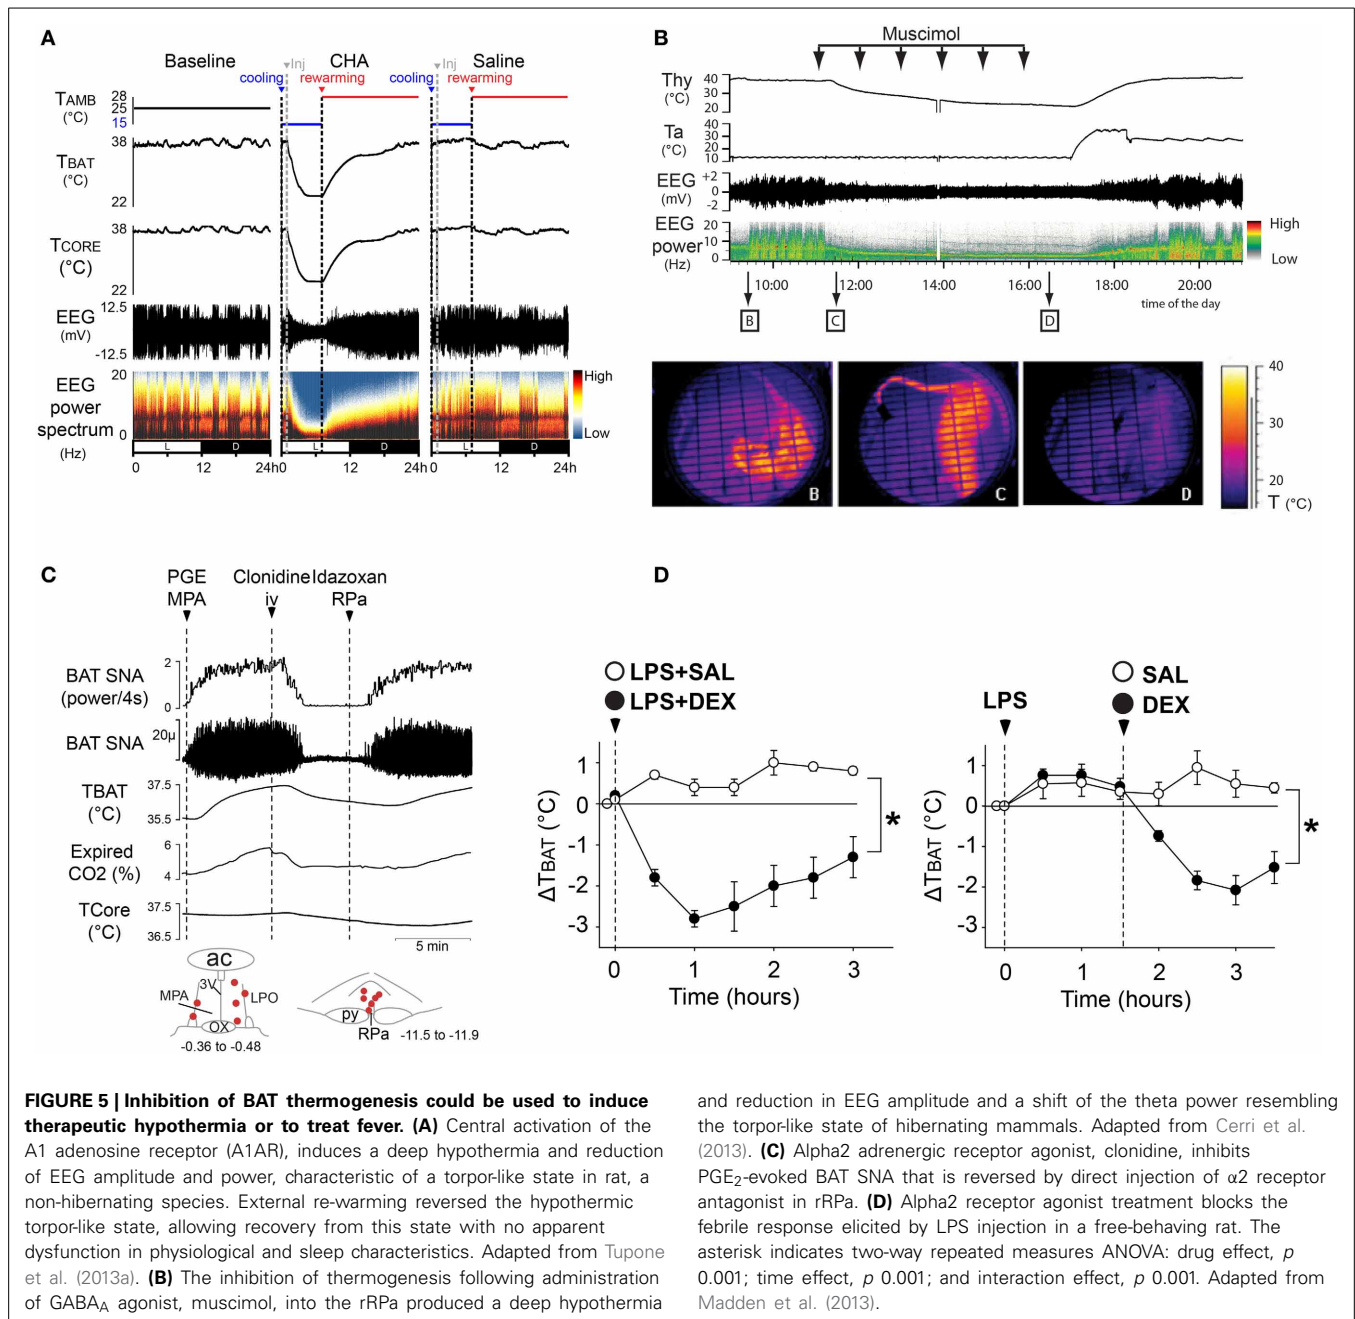 A
Baseline
CHA
Saline
Inj
Inj
cooling
rewarming
cooling
rewarming
TAMB
(°C)
28
25
15
TBAT
(°C)
38
22
TCORE
(°C)
38
22
EEG
(mV)
12.5
-12.5
EEG
power
spectrum
(Hz)
20
0
High
Low
L
D
L
D
L
D
0
12
24h
0
12
24h
0
12
24h
B
Muscimol
Thy
(°C)
40
30
20
Ta
(°C)
40
30
20
10
EEG
(mV)
+2
0
-2
EEG
power
(Hz)
20
10
0
High
Low
10:00
12:00
14:00
16:00
18:00
20:00
time of the day
B
C
D
B
C
D
40
30
20
T (°C)
C
PGE
MPA
Clonidine
iv
Idazoxan
RPa
BAT SNA
(power/4s)
2
0
BAT SNA
20µ
TBAT
(°C)
37.5
35.5
Expired
CO2 (%)
6
4
TCore
(°C)
37.5
36.5
5 min
ac
3V
MPA
LPO
OX
-0.36 to -0.48
py
RPa
-11.5 to -11.9
D
LPS+SAL
LPS+DEX
ΔTBAT (°C)
1
0
-1
-2
-3
*
0
1
2
3
Time (hours)
LPS
SAL
DEX
ΔTBAT (°C)
1
0
-1
-2
-3
*
0
1
2
3
Time (hours)
FIGURE 5 | Inhibition of BAT thermogenesis could be used to induce
therapeutic hypothermia or to treat fever. (A) Central activation of the
A1 adenosine receptor (A1AR), induces a deep hypothermia and reduction
of EEG amplitude and power, characteristic of a torpor-like state in rat, a
non-hibernating species. External re-warming reversed the hypothermic
torpor-like state, allowing recovery from this state with no apparent
dysfunction in physiological and sleep characteristics. Adapted from Tupone
et al. (2013a). (B) The inhibition of thermogenesis following administration
of GABAA agonist, muscimol, into the rRPa produced a deep hypothermia
and reduction in EEG amplitude and a shift of the theta power resembling
the torpor-like state of hibernating mammals. Adapted from Cerri et al.
(2013). (C) Alpha2 adrenergic receptor agonist, clonidine, inhibits
PGE2-evoked BAT SNA that is reversed by direct injection of α2 receptor
antagonist in rRPa. (D) Alpha2 receptor agonist treatment blocks the
febrile response elicited by LPS injection in a free-behaving rat. The
asterisk indicates two-way repeated measures ANOVA: drug effect, p
0.001; time effect, p 0.001; and interaction effect, p 0.001. Adapted from
Madden et al. (2013).